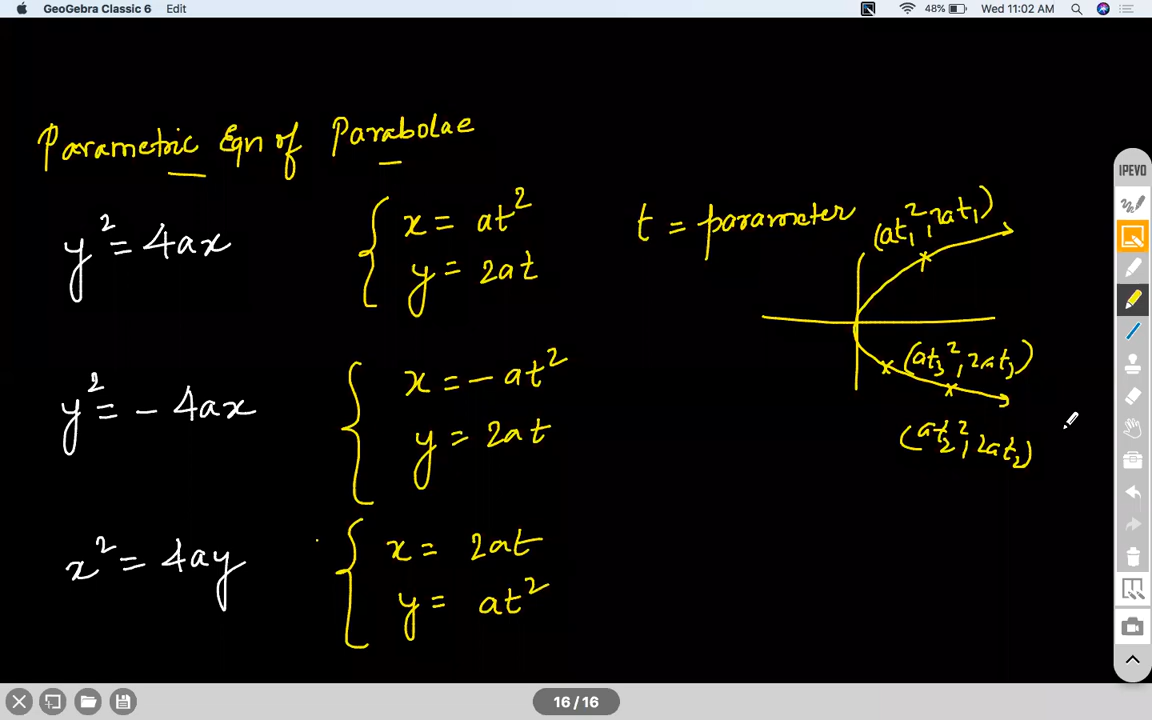 GeoGebra Classic 6 Edit 48% Wed 11:02 AM
Parametric Eqn of Parabolae
y² = 4ax { x = at² y = 2at
t = parameter
(at₁², 2at₁)
IPEVO
(at₃², 2at₃)
(at₂², 2at₂)
y² = - 4ax { x = - at² y = 2at
x² = 4ay { x = 2at y = at²
16 / 16